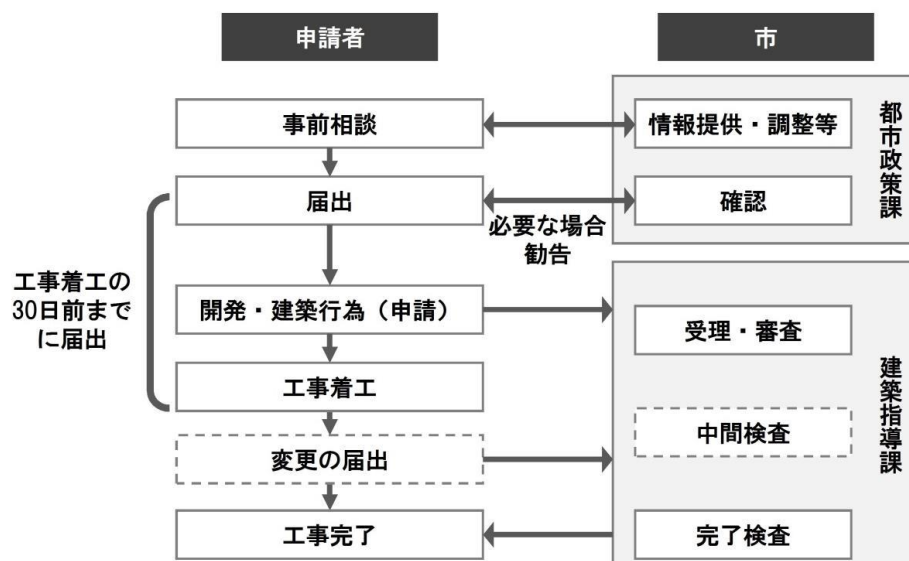 申請者
市
事前相談
情報提供・調整等
都市政策課
届出
確認
必要な場合
勧告
工事着工の
30日前まで
に届出
開発・建築行為（申請）
受理・審査
工事着工
建築指導課
中間検査
変更の届出
工事完了
完了検査